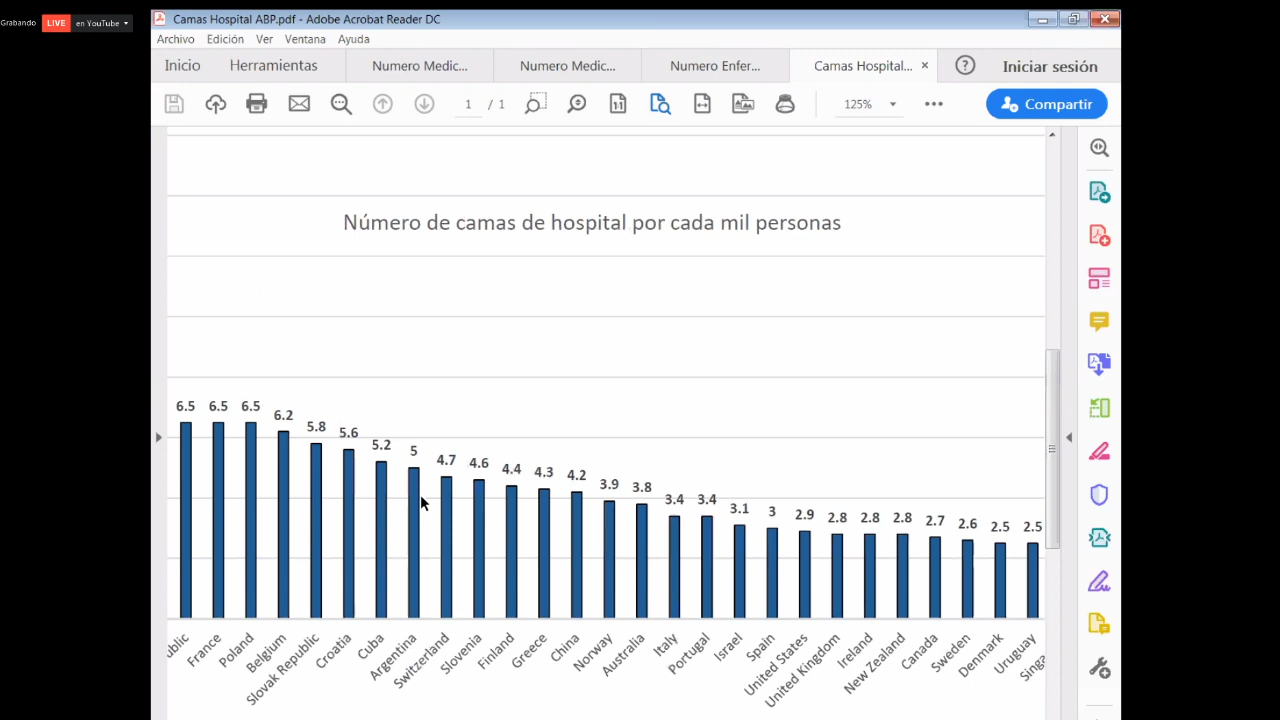 Grabando LIVE en YouTube
Camas Hospital ABP.pdf - Adobe Acrobat Reader DC
Archivo Edición Ver Ventana Ayuda
Inicio Herramientas Numero Medic... Numero Medic... Numero Enfer... Camas Hospital... × Iniciar sesión
1 / 1 125% Compartir
Número de camas de hospital por cada mil personas
6.5 6.5 6.5 6.2 5.8 5.6 5.2 5 4.7 4.6 4.4 4.3 4.2 3.9 3.8 3.4 3.4 3.1 3 2.9 2.8 2.8 2.8 2.7 2.6 2.5 2.5
ublic France Poland Belgium Slovak Republic Croatia Cuba Argentina Switzerland Slovenia Finland Greece China Norway Australia Italy Portugal Israel Spain United States United Kingdom Ireland New Zealand Canada Sweden Denmark Uruguay Singa